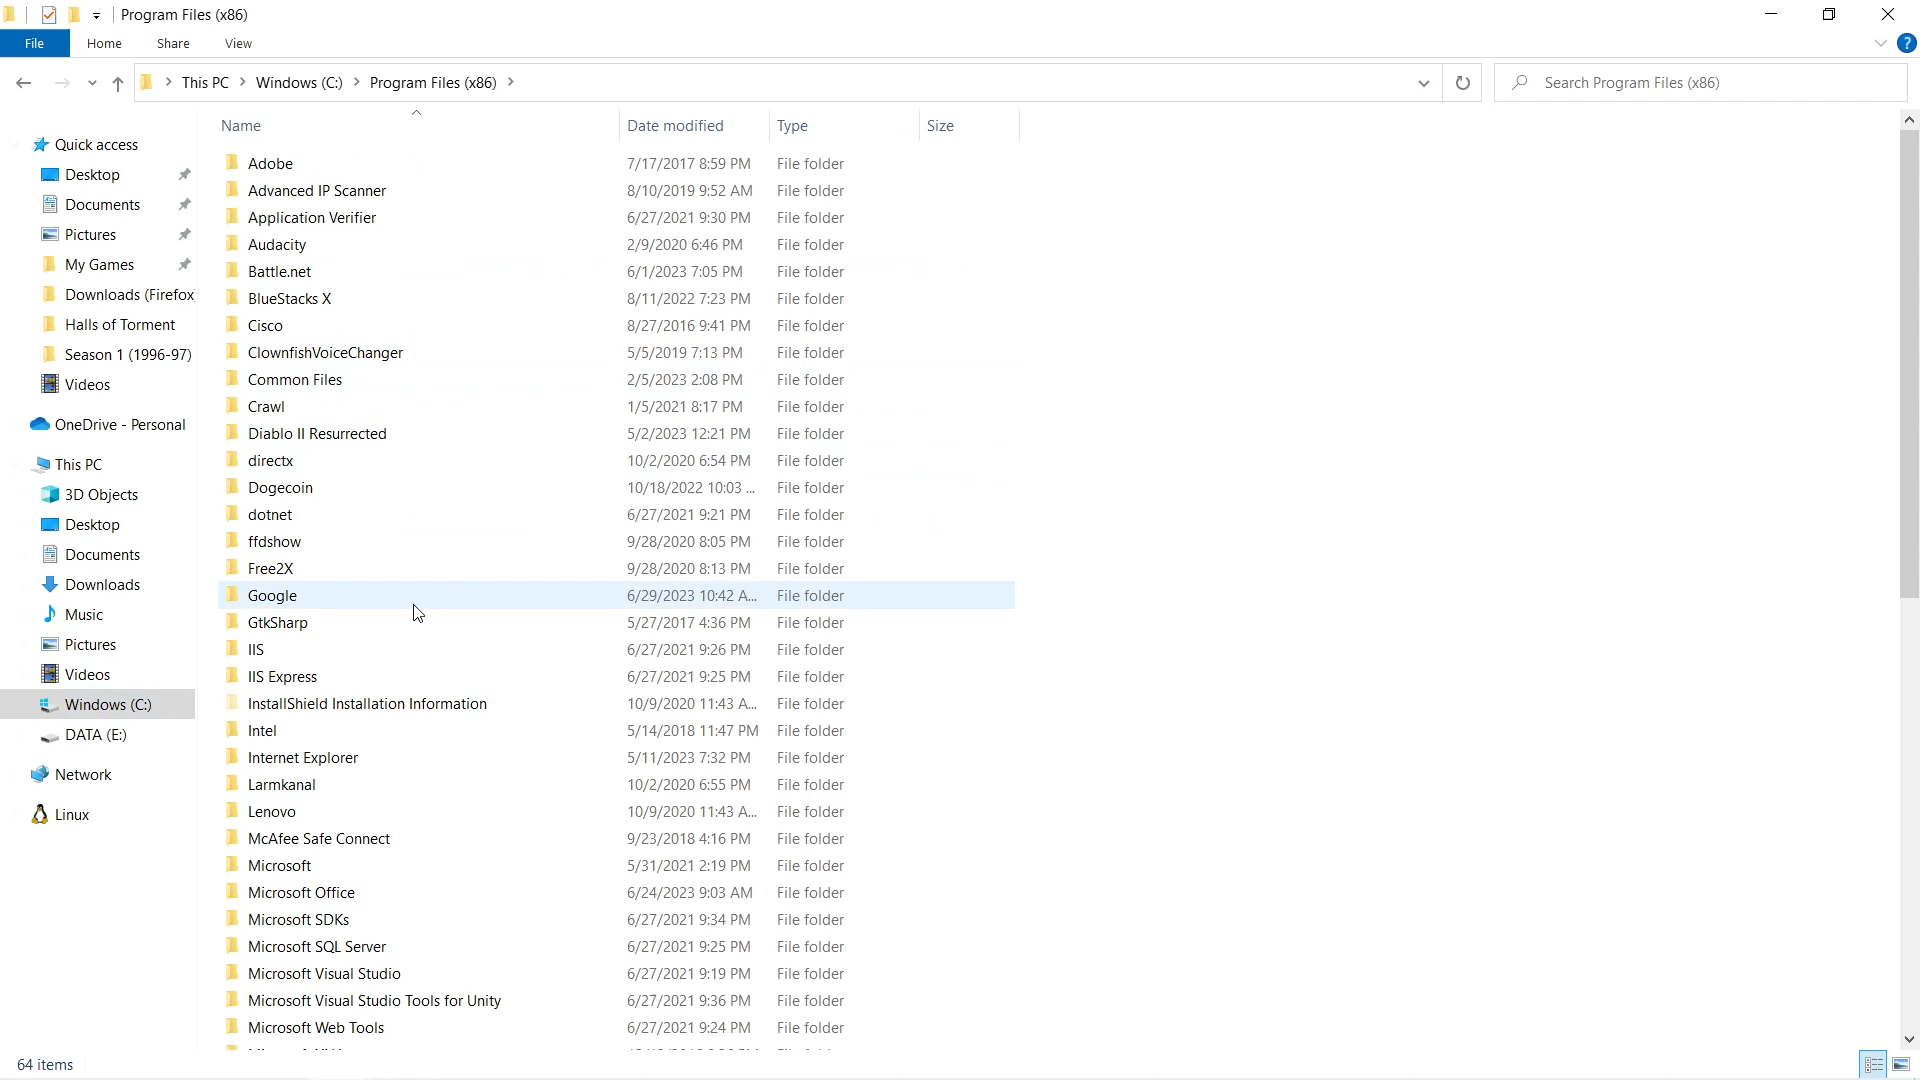 Program Files (x86)
File Home Share View
This PC Windows (C:) Program Files (x86)
Search Program Files (x86)
Quick access
Desktop
Documents
Pictures
My Games
Downloads (Firefox
Halls of Torment
Season 1 (1996-97)
Videos
OneDrive - Personal
This PC
3D Objects
Desktop
Documents
Downloads
Music
Pictures
Videos
Windows (C:)
DATA (E:)
Network
Linux
Name Date modified Type Size
Adobe 7/17/2017 8:59 PM File folder
Advanced IP Scanner 8/10/2019 9:52 AM File folder
Application Verifier 6/27/2021 9:30 PM File folder
Audacity 2/9/2020 6:46 PM File folder
Battle.net 6/1/2023 7:05 PM File folder
BlueStacks X 8/11/2022 7:23 PM File folder
Cisco 8/27/2016 9:41 PM File folder
ClownfishVoiceChanger 5/5/2019 7:13 PM File folder
Common Files 2/5/2023 2:08 PM File folder
Crawl 1/5/2021 8:17 PM File folder
Diablo II Resurrected 5/2/2023 12:21 PM File folder
directx 10/2/2020 6:54 PM File folder
Dogecoin 10/18/2022 10:03 ... File folder
dotnet 6/27/2021 9:21 PM File folder
ffdshow 9/28/2020 8:05 PM File folder
Free2X 9/28/2020 8:13 PM File folder
Google 6/29/2023 10:42 A... File folder
GtkSharp 5/27/2017 4:36 PM File folder
IIS 6/27/2021 9:26 PM File folder
IIS Express 6/27/2021 9:25 PM File folder
InstallShield Installation Information 10/9/2020 11:43 A... File folder
Intel 5/14/2018 11:47 PM File folder
Internet Explorer 5/11/2023 7:32 PM File folder
Larmkanal 10/2/2020 6:55 PM File folder
Lenovo 10/9/2020 11:43 A... File folder
McAfee Safe Connect 9/23/2018 4:16 PM File folder
Microsoft 5/31/2021 2:19 PM File folder
Microsoft Office 6/24/2023 9:03 AM File folder
Microsoft SDKs 6/27/2021 9:34 PM File folder
Microsoft SQL Server 6/27/2021 9:25 PM File folder
Microsoft Visual Studio 6/27/2021 9:19 PM File folder
Microsoft Visual Studio Tools for Unity 6/27/2021 9:36 PM File folder
Microsoft Web Tools 6/27/2021 9:24 PM File folder
64 items